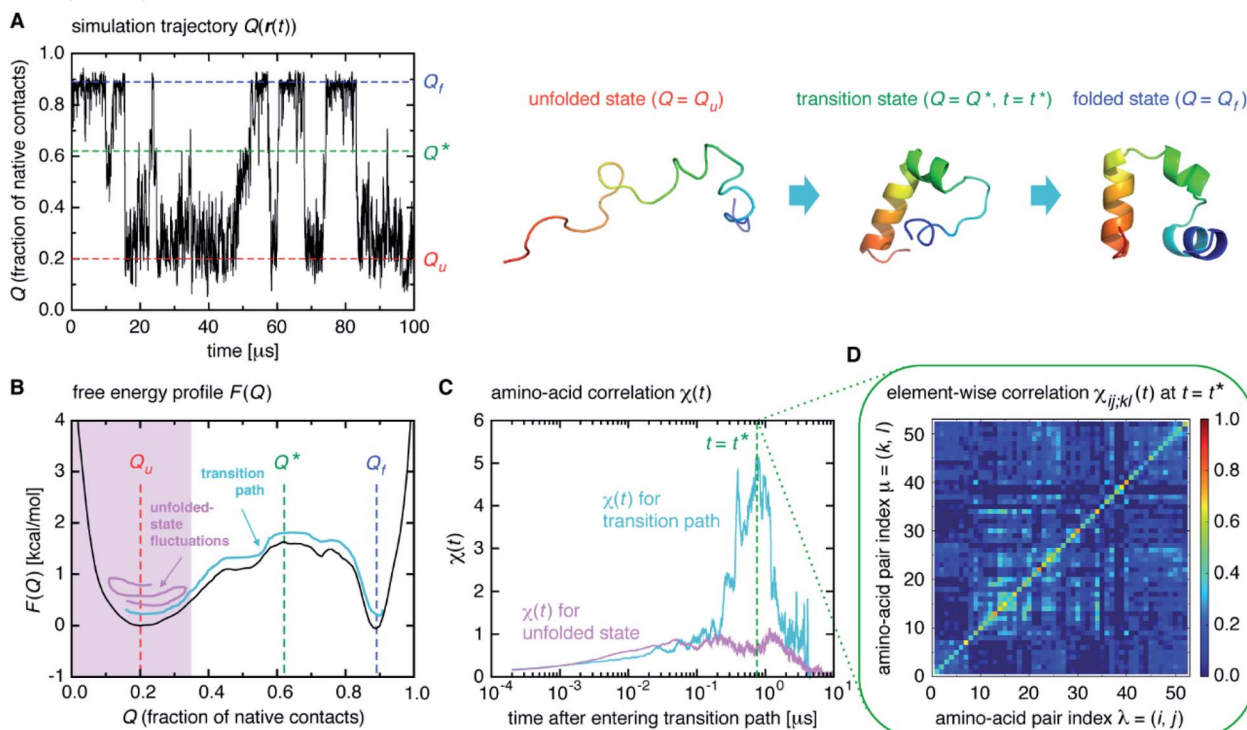 A
simulation trajectory Q(r(t))
1.0
0.8
0.6
0.4
0.2
0.0
Q (fraction of native contacts)
0 20 40 60 80 100
time [μs]
Qf
Q*
Qu
unfolded state (Q = Qu)
transition state (Q = Q*, t = t*)
folded state (Q = Qf)
B
free energy profile F(Q)
4
3
2
1
0
-1
F(Q) [kcal/mol]
Qu
Q*
Qf
transition
path
unfolded-
state
fluctuations
0.0 0.2 0.4 0.6 0.8 1.0
Q (fraction of native contacts)
C
amino-acid correlation χ(t)
6
5
4
3
2
1
0
χ(t)
t = t*
χ(t) for
transition path
χ(t) for
unfolded state
10⁻⁴ 10⁻³ 10⁻² 10⁻¹ 10⁰ 10¹
time after entering transition path [μs]
D
element-wise correlation χij;kl(t) at t = t*
50
40
30
20
10
0
amino-acid pair index μ = (k, l)
0 10 20 30 40 50
amino-acid pair index λ = (i, j)
1.0
0.8
0.6
0.4
0.2
0.0